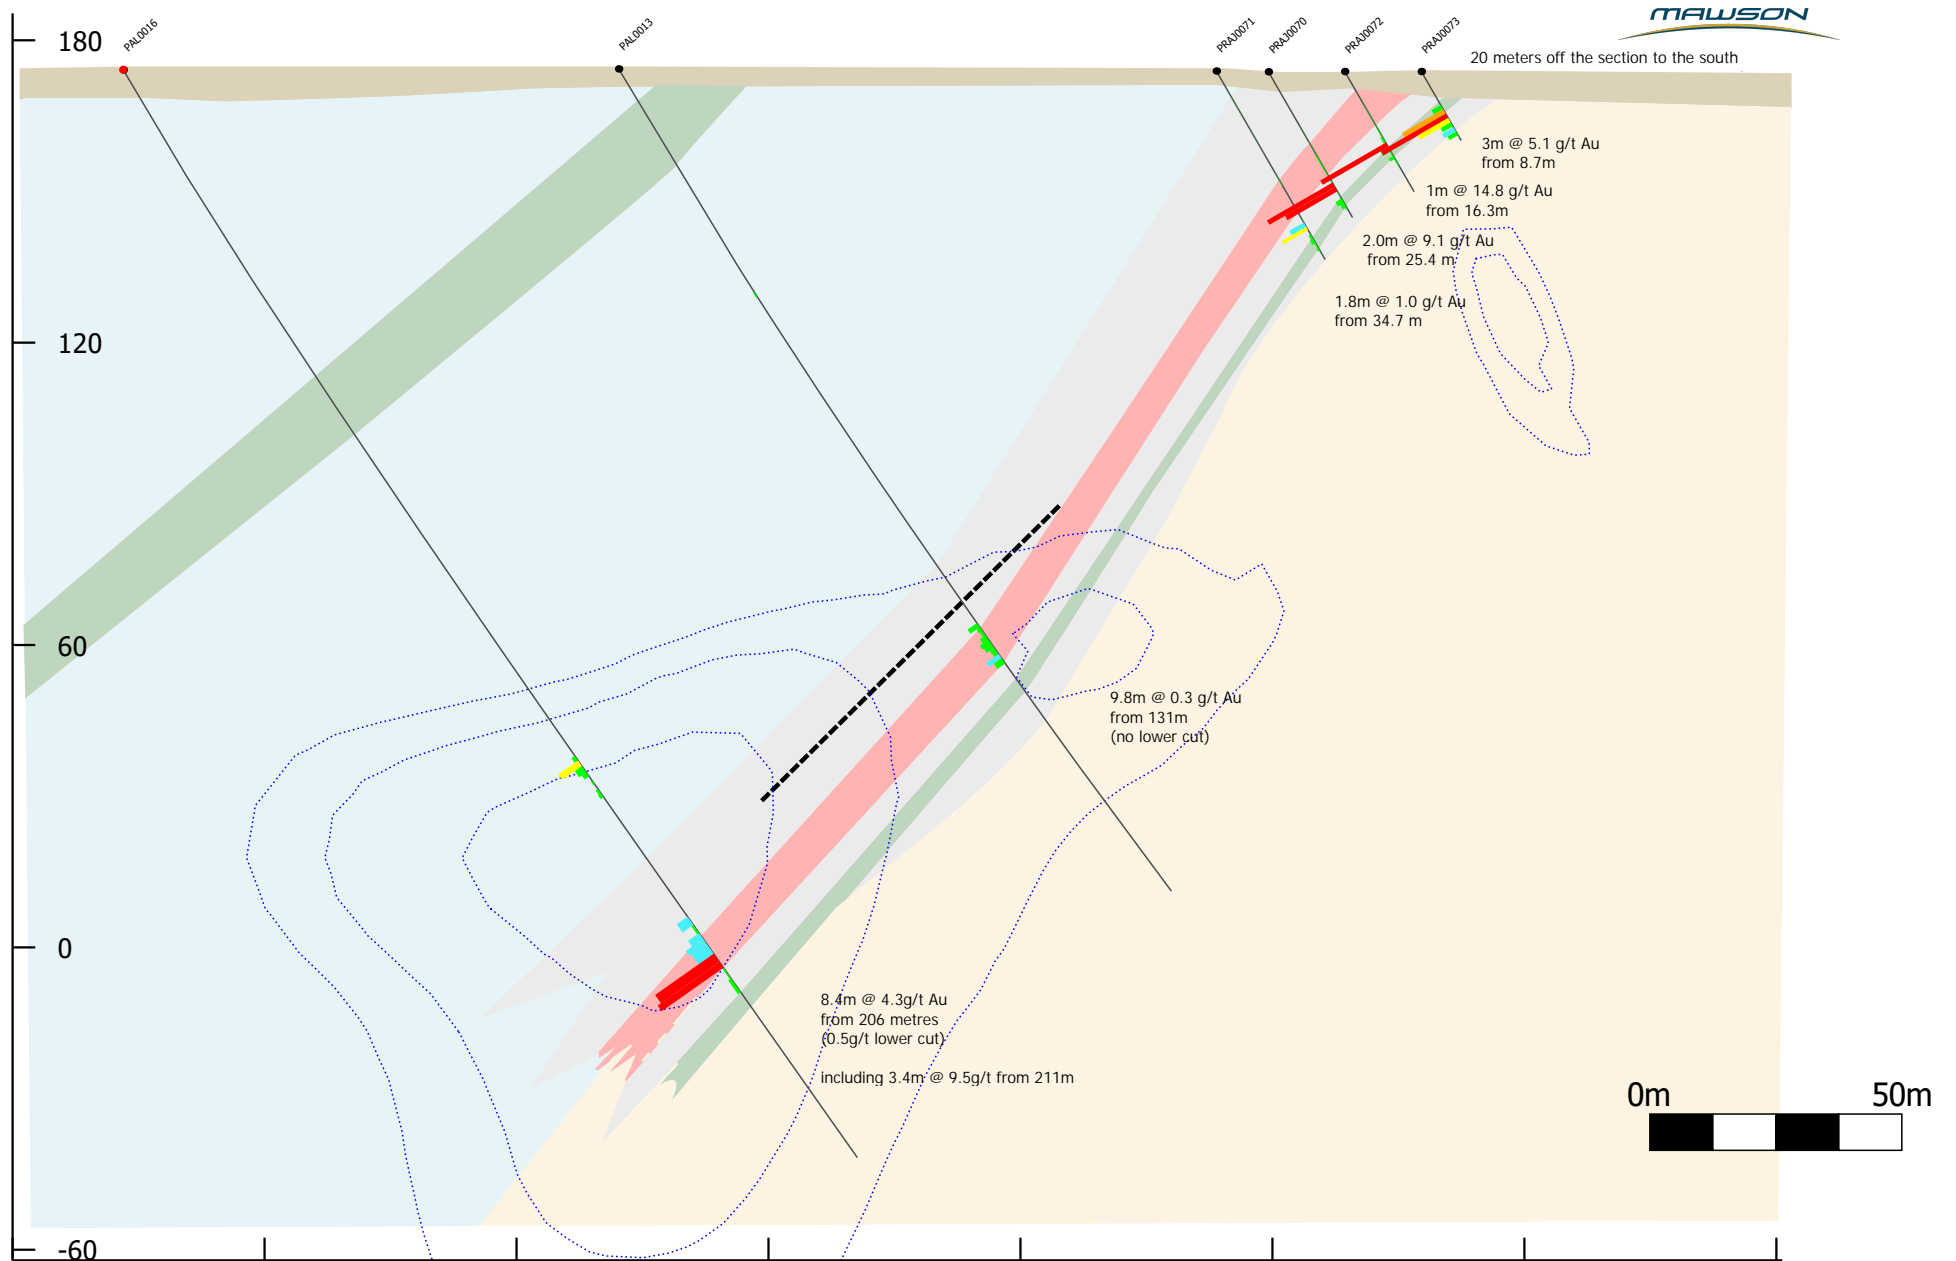 MAWSON
PAL0016
PAL0013
PRAJ0071
PRAJ0070
PRAJ0072
PRAJ0073
20 meters off the section to the south
180
120
60
0
-60
3m @ 5.1 g/t Au
from 8.7m
1m @ 14.8 g/t Au
from 16.3m
2.0m @ 9.1 g/t Au
from 25.4 m
1.8m @ 1.0 g/t Au
from 34.7 m
9.8m @ 0.3 g/t Au
from 131m
(no lower cut)
8.4m @ 4.3g/t Au
from 206 metres
(0.5g/t lower cut)
including 3.4m @ 9.5g/t from 211m
0m 50m